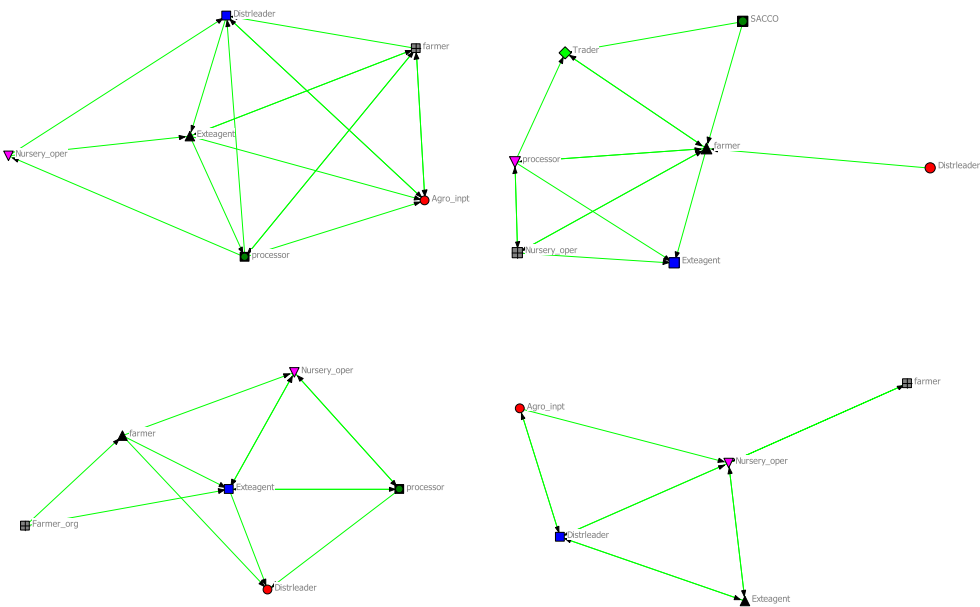 Distrleader
farmer
Exteagent
Nursery_oper
Agro_inpt
processor
SACCO
Trader
farmer
processor
Distrleader
Nursery_oper
Exteagent
Nursery_oper
farmer
Exteagent
processor
Farmer_org
Distrleader
farmer
Agro_inpt
Nursery_oper
Distrleader
Exteagent